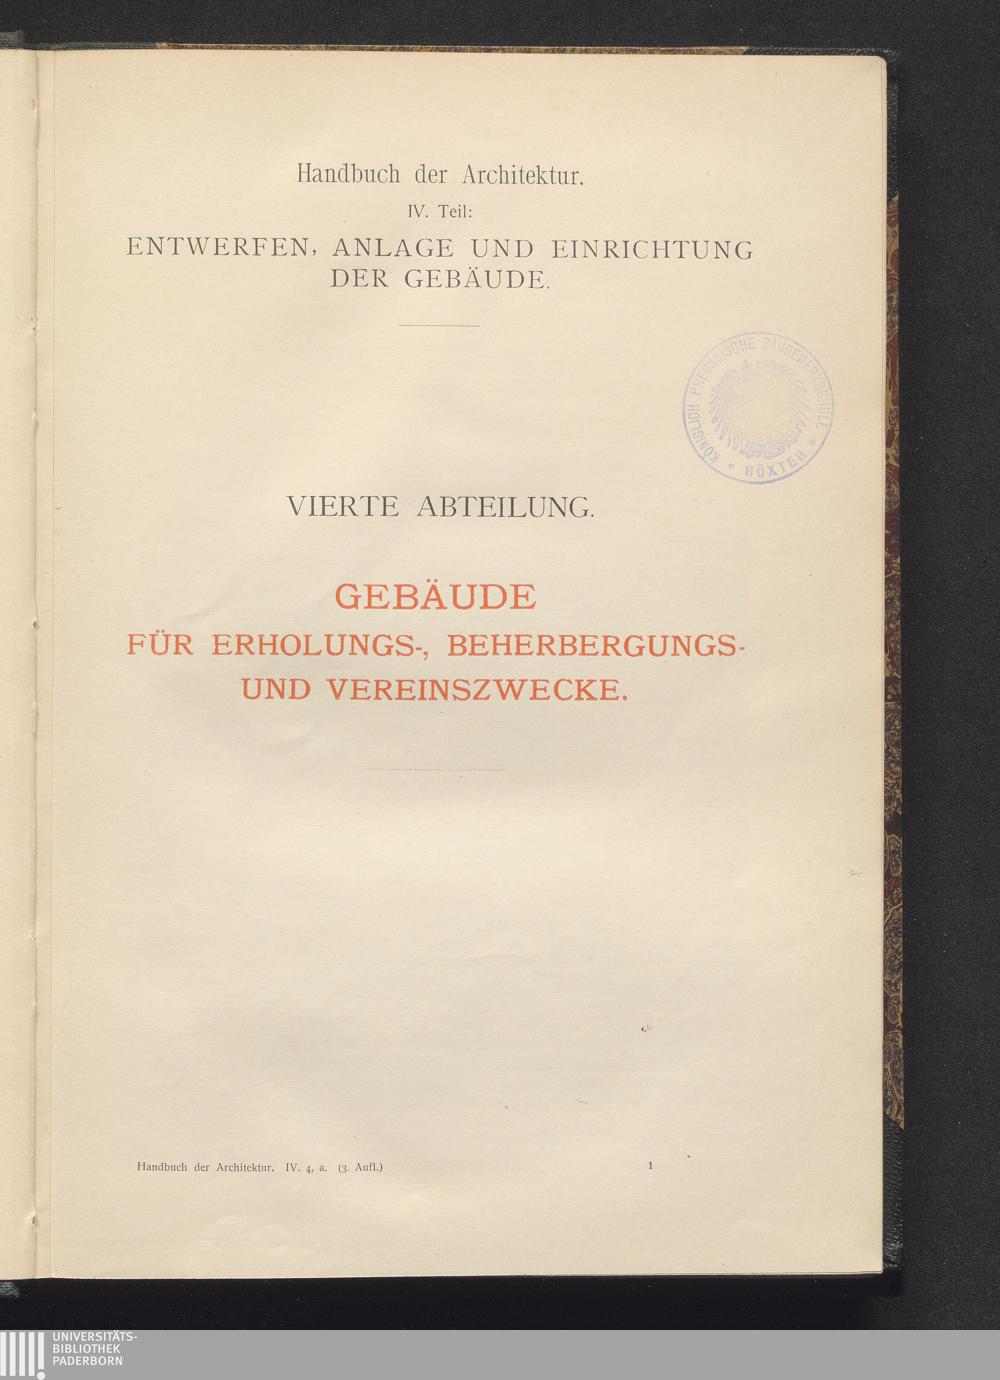 Handbuch der Architektur.
IV. Teil:
ENTWERFEN, ANLAGE UND EINRICHTUNG
DER GEBÄUDE.
KÖNIGLICH PREUSSISCHE BAUGEWERKSCHULE
* HÖXTER *
VIERTE ABTEILUNG.
GEBÄUDE
FÜR ERHOLUNGS-, BEHERBERGUNGS-
UND VEREINSZWECKE.
Handbuch der Architektur. IV. 4, a. (3. Aufl.)
1
UNIVERSITÄTS-
BIBLIOTHEK
PADERBORN